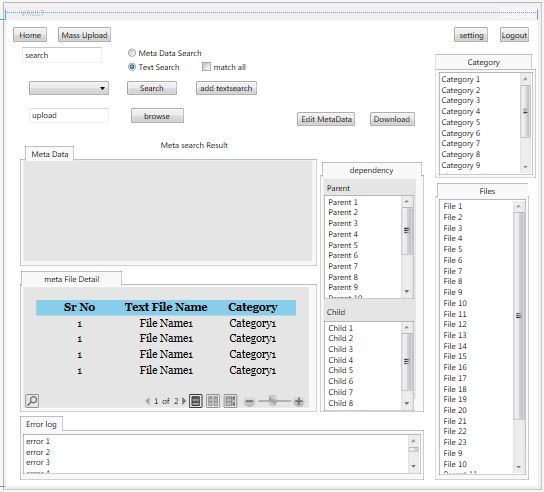 VAULT
Home Mass Upload setting Logout
search
Meta Data Search
Text Search match all
Search add textsearch
upload browse
Edit MetaData Download
Meta search Result
Meta Data
meta File Detail
Sr No Text File Name Category
1 File Name1 Category1
1 File Name1 Category1
1 File Name1 Category1
1 File Name1 Category1
1 of 2
Error log
error 1
error 2
error 3
dependency
Parent
Parent 1
Parent 2
Parent 3
Parent 4
Parent 5
Parent 6
Parent 7
Parent 8
Parent 9
Parent 10
Child
Child 1
Child 2
Child 3
Child 4
Child 5
Child 6
Child 7
Child 8
Category
Category 1
Category 2
Category 3
Category 4
Category 5
Category 6
Category 7
Category 8
Category 9
Files
File 1
File 2
File 3
File 4
File 5
File 6
File 7
File 8
File 9
File 10
File 11
File 12
File 13
File 14
File 15
File 16
File 17
File 18
File 19
File 20
File 21
File 22
File 23
File 9
Parent 11